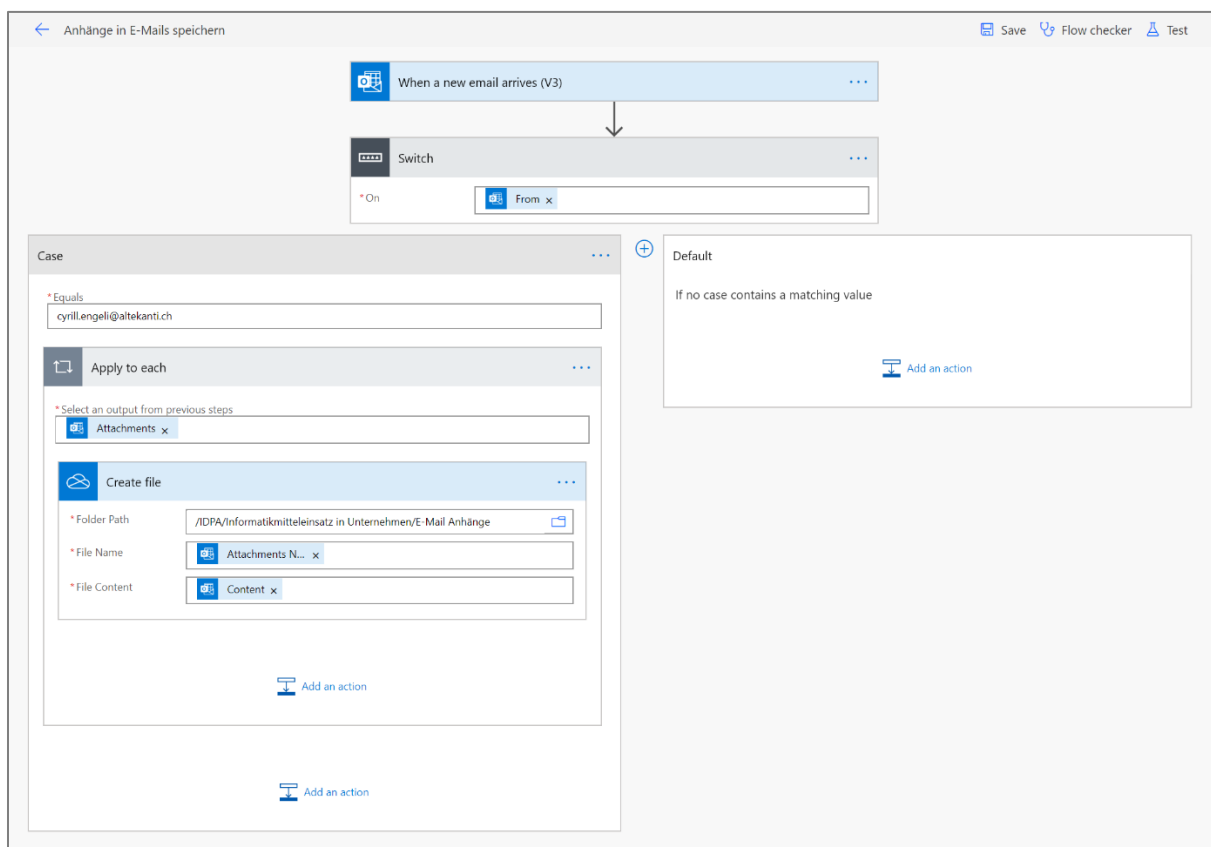 Anhänge in E-Mails speichern
Save Flow checker Test
When a new email arrives (V3)
Switch
*On From x
Case
*Equals
cyrill.engeli@altekanti.ch
Apply to each
*Select an output from previous steps
Attachments x
Create file
*Folder Path /IDPA/Informatikmitteleinsatz in Unternehmen/E-Mail Anhänge
*File Name Attachments N... x
*File Content Content x
Add an action
Add an action
Default
If no case contains a matching value
Add an action